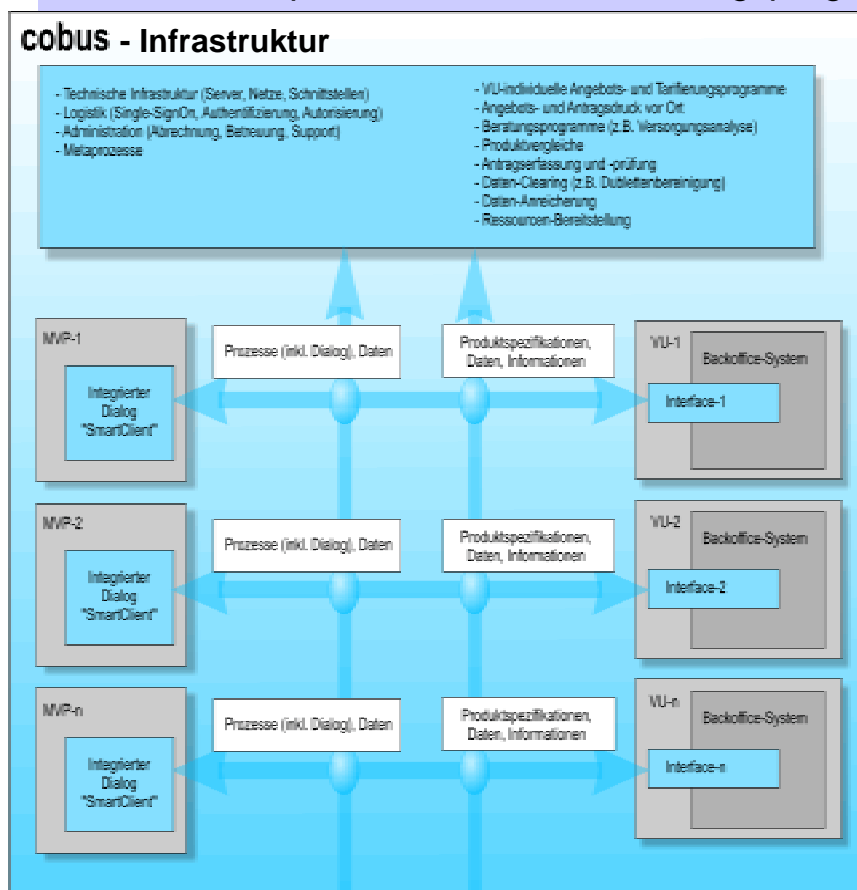 cobus - Infrastruktur
- Technische Infrastruktur (Server, Netze, Schnittstellen)
- Logistik (Single-SignOn, Authentifizierung, Autorisierung)
- Administration (Abrechnung, Betreuung, Support)
- Metaprozesse
- VU-individuelle Angebots- und Tarifierungsprogramme
- Angebots- und Antragsdruck vor Ort
- Beratungsprogramme (z.B. Versorgungsanalyse)
- Produktvergleiche
- Antragserfassung und -prüfung
- Daten-Clearing (z.B. Dublettenbereinigung)
- Daten-Anreicherung
- Ressourcen-Bereitstellung
MVP-1
Integrierter
Dialog
"SmartClient"
Prozesse (inkl. Dialog), Daten
Produktspezifikationen,
Daten, Informationen
VU-1
Backoffice-System
Interface-1
MVP-2
Integrierter
Dialog
"SmartClient"
Prozesse (inkl. Dialog), Daten
Produktspezifikationen,
Daten, Informationen
VU-2
Backoffice-System
Interface-2
MVP-n
Integrierter
Dialog
"SmartClient"
Prozesse (inkl. Dialog), Daten
Produktspezifikationen,
Daten, Informationen
VU-n
Backoffice-System
Interface-n